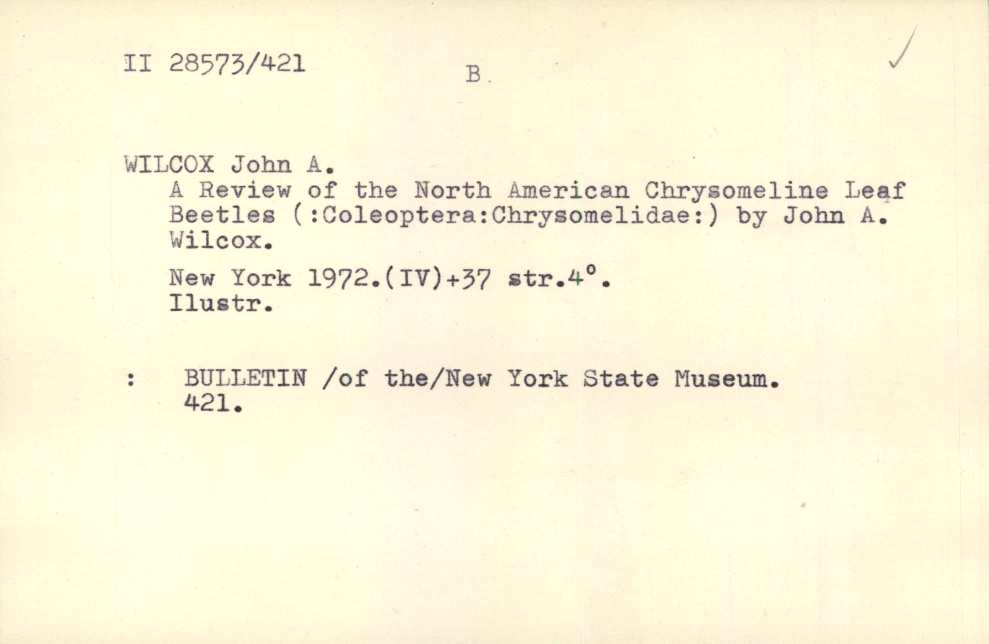 II 28573/421
B.
WILCOX John A.
A Review of the North American Chrysomeline Leaf
Beetles (:Coleoptera:Chrysomelidae:) by John A.
Wilcox.
New York 1972.(IV)+37 str.4°.
Ilustr.
: BULLETIN /of the/New York State Museum.
421.